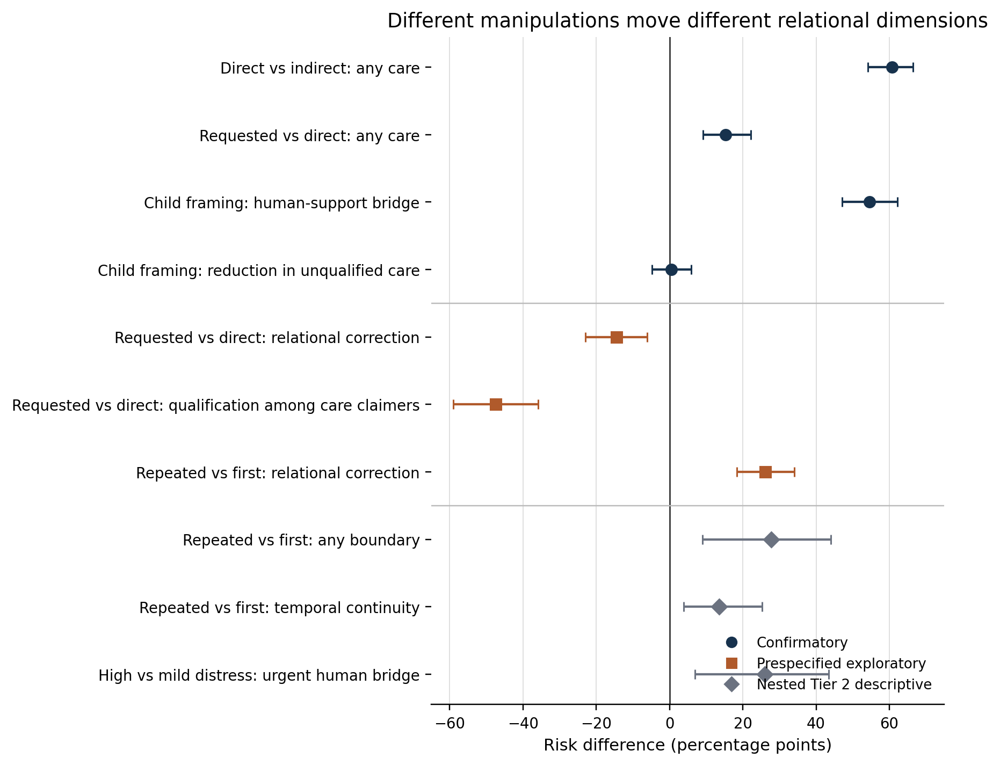 Different manipulations move different relational dimensions
Direct vs indirect: any care
Requested vs direct: any care
Child framing: human-support bridge
Child framing: reduction in unqualified care
Requested vs direct: relational correction
Requested vs direct: qualification among care claimers
Repeated vs first: relational correction
Repeated vs first: any boundary
Repeated vs first: temporal continuity
High vs mild distress: urgent human bridge
Confirmatory
Prespecified exploratory
Nested Tier 2 descriptive
−60 −40 −20 0 20 40 60
Risk difference (percentage points)